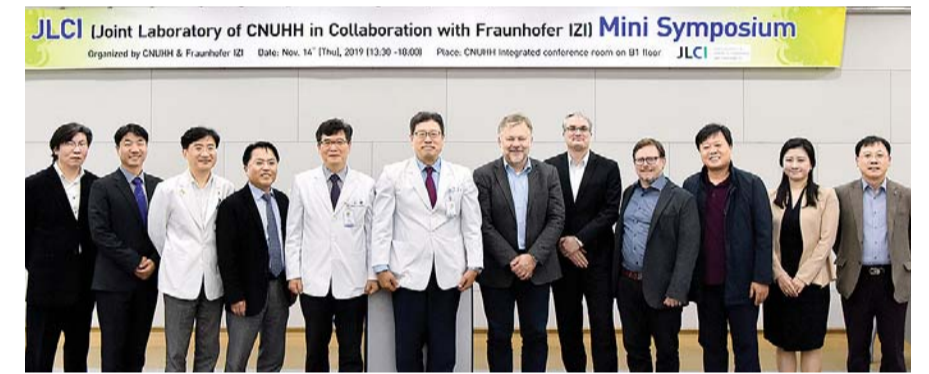 JLCI (Joint Laboratory of CNUHH in Collaboration with Fraunhofer IZI) Mini Symposium
Organized by CNUHH & Fraunhofer IZI Date: Nov. 14" (Thu), 2019 (13:30 -18:00) Place: CNUHH Integrated conference room on B1 floor JLCI